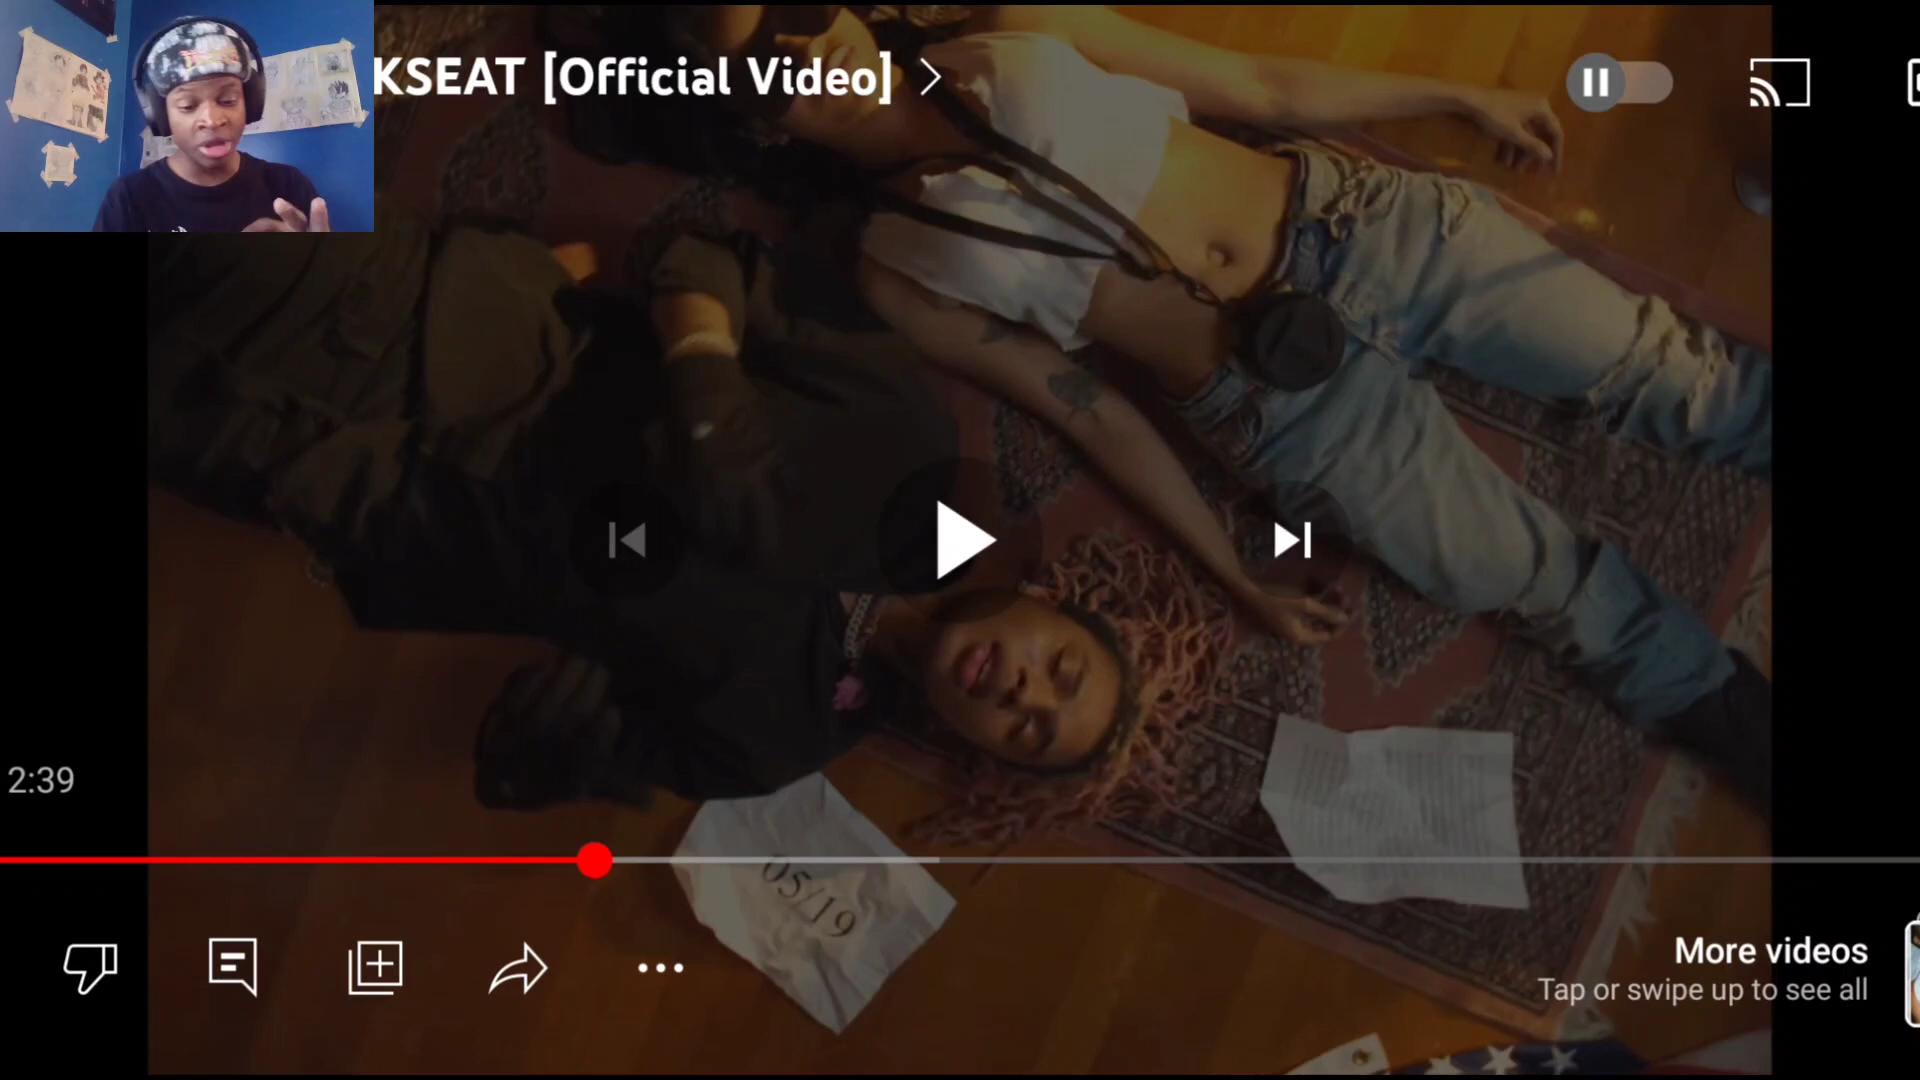 KSEAT [Official Video]
2:39
05/19
More videos
Tap or swipe up to see all